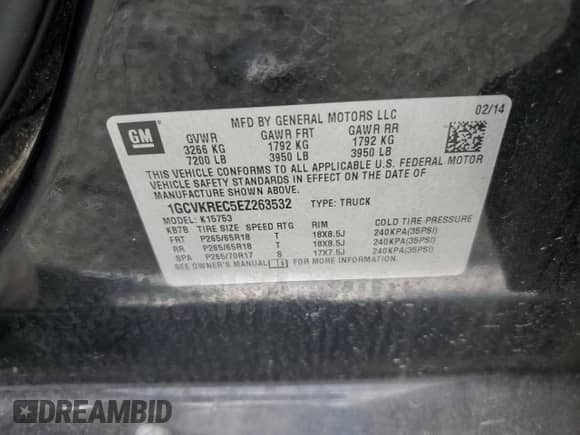 GM
MFD BY GENERAL MOTORS LLC
02/14
GVWR GAWR FRT GAWR RR
3266 KG 1792 KG 1792 KG
7200 LB 3950 LB 3950 LB
THIS VEHICLE CONFORMS TO ALL APPLICABLE U.S. FEDERAL MOTOR
VEHICLE SAFETY STANDARDS IN EFFECT ON THE DATE OF
MANUFACTURE SHOWN ABOVE.
1GCVKREC5EZ263532 TYPE: TRUCK
MODEL: K15753
KB7B TIRE SIZE SPEED RTG RIM COLD TIRE PRESSURE
FRT P265/65R18 T 18X8.5J 240KPA(35PSI)
RR P265/65R18 T 18X8.5J 240KPA(35PSI)
SPA P265/70R17 S 17X7.5J 240KPA(35PSI)
SEE OWNER'S MANUAL FOR MORE INFORMATION.
DREAMBID